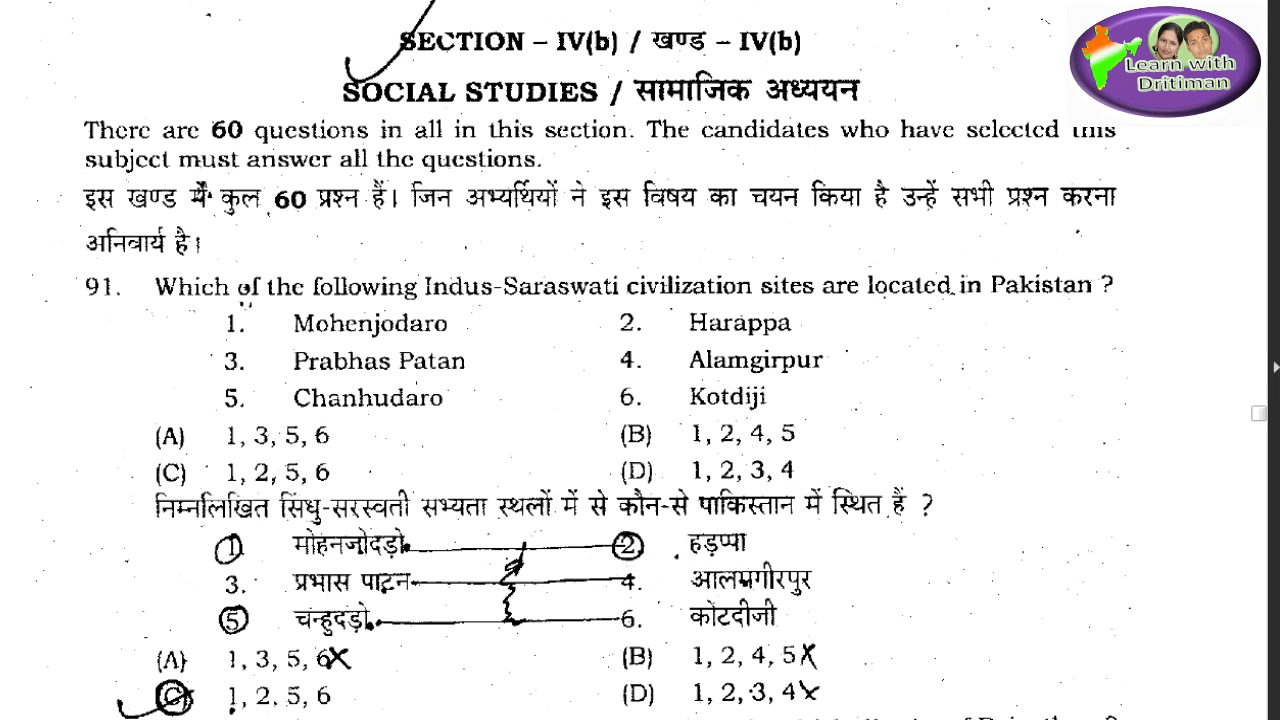 SECTION – IV(b) / खण्ड – IV(b)
SOCIAL STUDIES / सामाजिक अध्ययन
Learn with
Dritiman
There are 60 questions in all in this section. The candidates who have selected this
subject must answer all the questions.
इस खण्ड में कुल 60 प्रश्न हैं। जिन अभ्यर्थियों ने इस विषय का चयन किया है उन्हें सभी प्रश्न करना
अनिवार्य है।
91. Which of the following Indus-Saraswati civilization sites are located in Pakistan ?
1. Mohenjodaro 2. Harappa
3. Prabhas Patan 4. Alamgirpur
5. Chanhudaro 6. Kotdiji
(A) 1, 3, 5, 6 (B) 1, 2, 4, 5
(C) 1, 2, 5, 6 (D) 1, 2, 3, 4
निम्नलिखित सिंधु-सरस्वती सभ्यता स्थलों में से कौन-से पाकिस्तान में स्थित हैं ?
1 मोहनजोदड़ो 2 हड़प्पा
3. प्रभास पाटन 4. आलमगीरपुर
5 चन्हुदड़ो 6. कोटदीजी
(A) 1, 3, 5, 6 (B) 1, 2, 4, 5
(C) 1, 2, 5, 6 (D) 1, 2, 3, 4